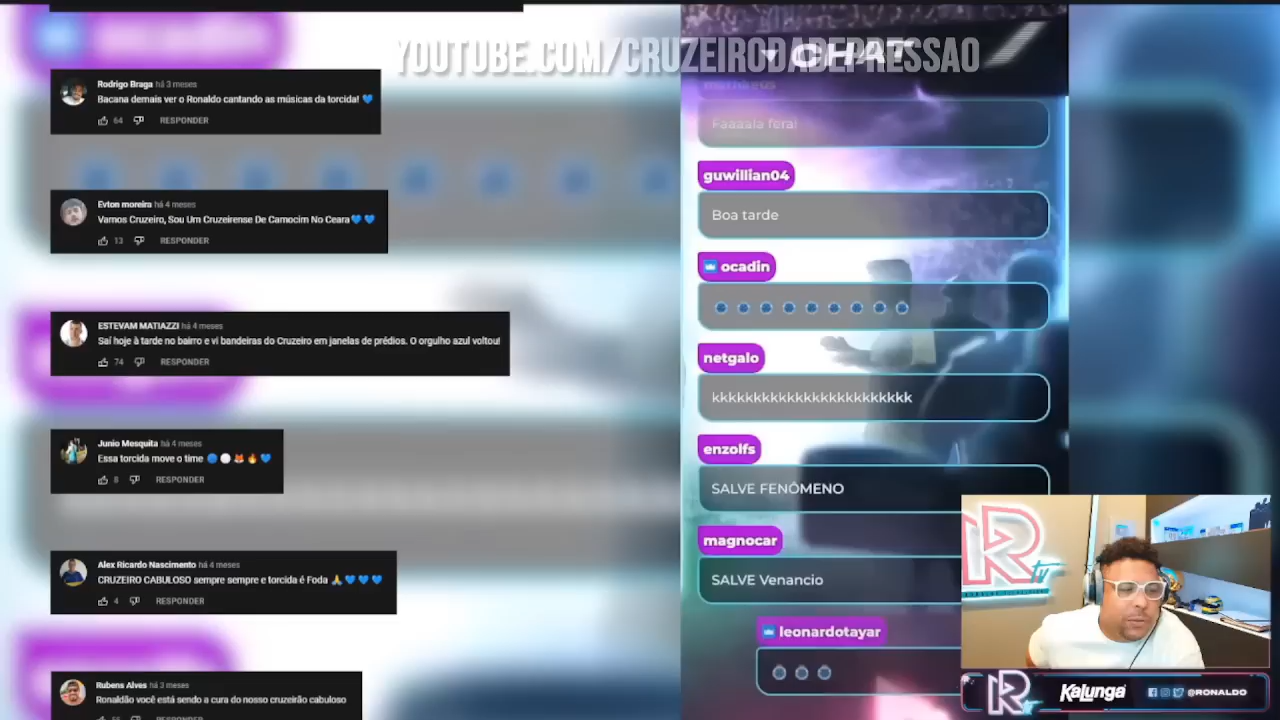 YOUTUBE.COM/CRUZEIRODADEPRESSAO
CHAT
Rodrigo Braga há 3 meses
Bacana demais ver o Ronaldo cantando as músicas da torcida! 💙
64 RESPONDER
Evton moreira há 4 meses
Vamos Cruzeiro, Sou Um Cruzeirense De Camocim No Ceara💙💙
13 RESPONDER
ESTEVAM MATIAZZI há 4 meses
Saí hoje à tarde no bairro e vi bandeiras do Cruzeiro em janelas de prédios. O orgulho azul voltou!
74 RESPONDER
Junio Mesquita há 4 meses
Essa torcida move o time 🔵⚪🦊🔥💙
8 RESPONDER
Alex Ricardo Nascimento há 4 meses
CRUZEIRO CABULOSO sempre sempre e torcida é Foda 🙏💙💙💙
4 RESPONDER
Rubens Alves há 3 meses
Ronaldão você está sendo a cura do nosso cruzeirão cabuloso
Faaaala fera!
guwillian04
Boa tarde
ocadin
netgalo
kkkkkkkkkkkkkkkkkkkkkkkk
enzolfs
SALVE FENÔMENO
magnocar
SALVE Venancio
leonardotayar
R tv
R
Kalunga
@RONALDO